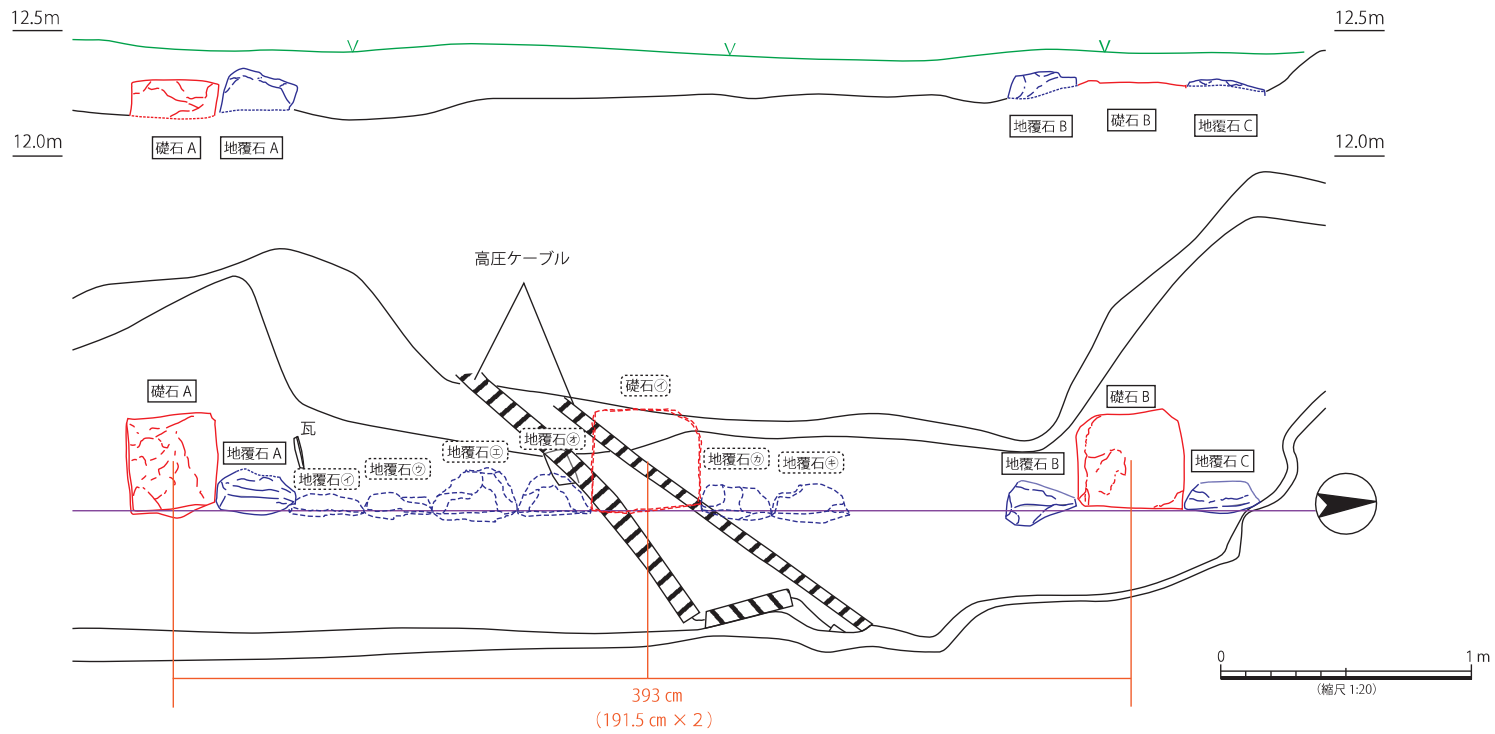 12.5m
12.5m
12.0m
12.0m
礎石 A
地覆石 A
地覆石 B
礎石 B
地覆石 C
高圧ケーブル
礎石㋑
礎石 A
礎石 B
瓦
地覆石㋔
地覆石 A
地覆石㋓
地覆石㋕
地覆石㋖
地覆石 B
地覆石 C
地覆石㋒
地覆石㋑
393 ㎝
（191.5 ㎝ × 2 ）
0
1 m
（縮尺 1:20）